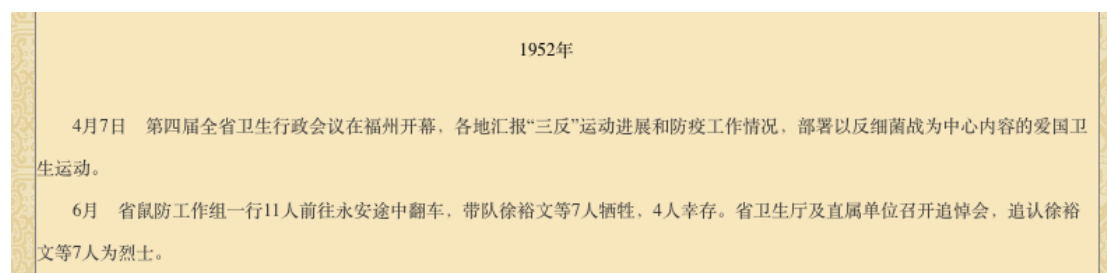 1952年
4月7日　第四届全省卫生行政会议在福州开幕，各地汇报“三反”运动进展和防疫工作情况，部署以反细菌战为中心内容的爱国卫
生运动。
6月　省鼠防工作组一行11人前往永安途中翻车，带队徐裕文等7人牺牲，4人幸存。省卫生厅及直属单位召开追悼会，追认徐裕
文等7人为烈士。